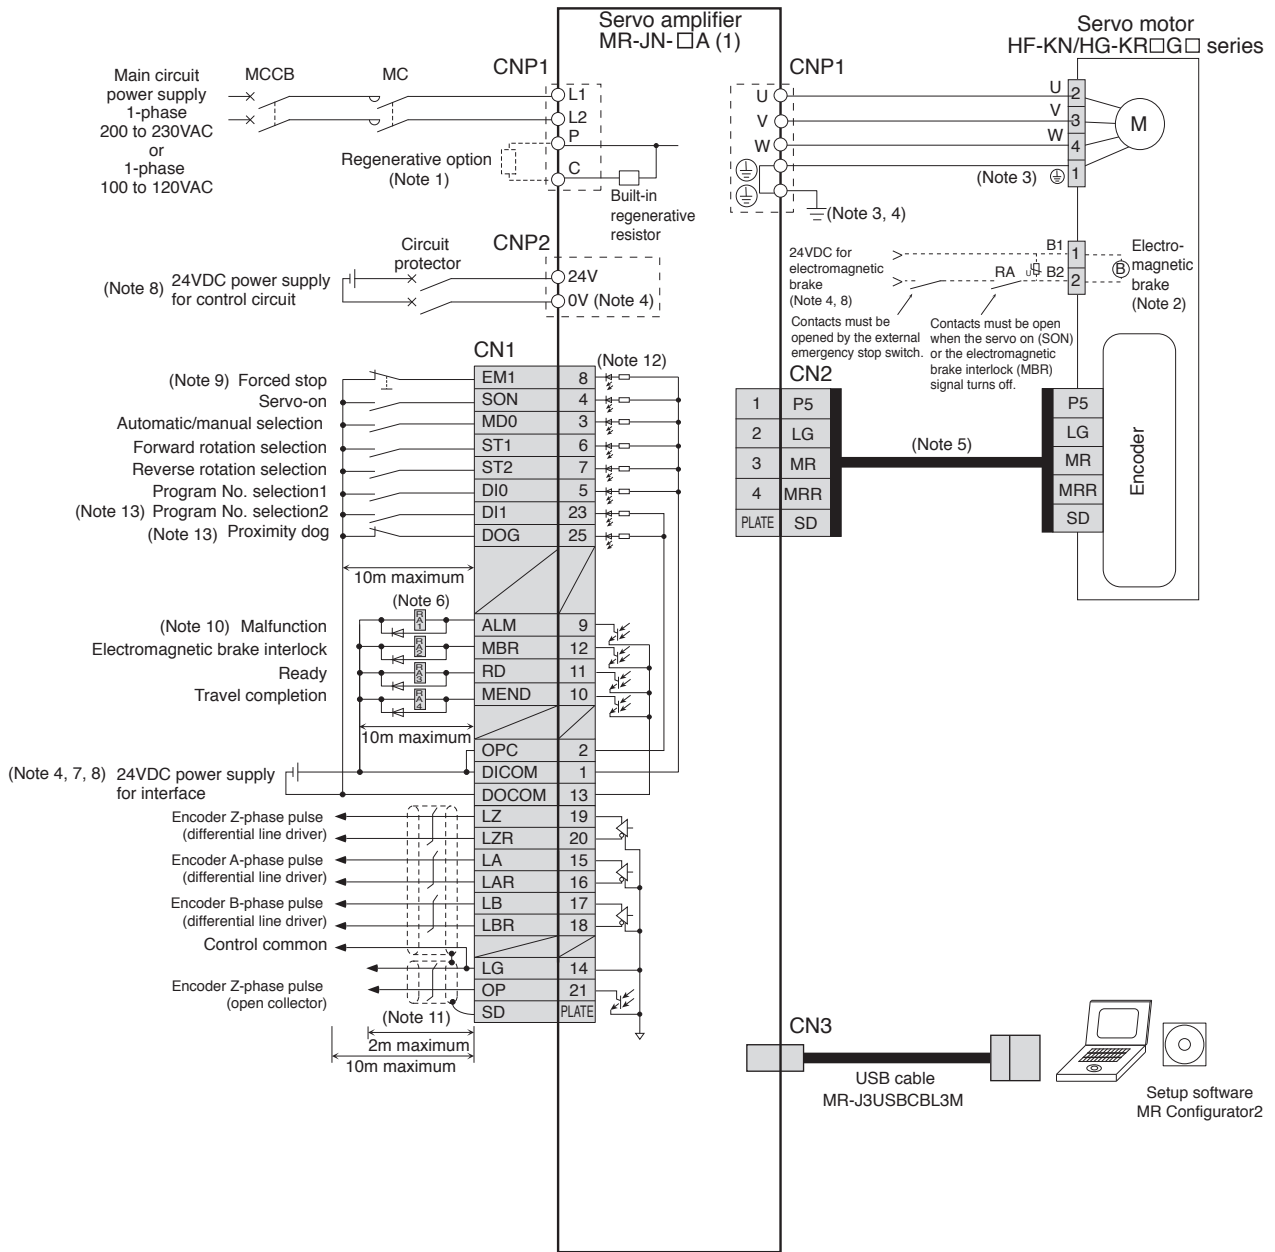 Servo amplifier
MR-JN-□A (1)
Servo motor
HF-KN/HG-KR□G□ series
CNP1
Main circuit
power supply
1-phase
200 to 230VAC
or
1-phase
100 to 120VAC
MCCB
MC
L1
L2
P
C
Regenerative option
(Note 1)
Built-in
regenerative
resistor
CNP1
U
V
W
U
V
W
2
3
4
1
M
(Note 3)
(Note 3, 4)
CNP2
Circuit
protector
(Note 8)
24VDC power supply
for control circuit
24V
0V (Note 4)
24VDC for
electromagnetic
brake
(Note 4, 8)
RA
U
B1
B2
1
2
B
Electro-
magnetic
brake
(Note 2)
Contacts must be
opened by the external
emergency stop switch.
Contacts must be open
when the servo on (SON)
or the electromagnetic
brake interlock (MBR)
signal turns off.
CN1
(Note 12)
(Note 9) Forced stop EM1 8
Servo-on SON 4
Automatic/manual selection MD0 3
Forward rotation selection ST1 6
Reverse rotation selection ST2 7
Program No. selection1 DI0 5
(Note 13) Program No. selection2 DI1 23
(Note 13) Proximity dog DOG 25
10m maximum
(Note 6)
(Note 10) Malfunction RA1 ALM 9
Electromagnetic brake interlock RA2 MBR 12
Ready RA3 RD 11
Travel completion RA4 MEND 10
10m maximum
OPC 2
(Note 4, 7, 8) 24VDC power supply
for interface
DICOM 1
DOCOM 13
Encoder Z-phase pulse
(differential line driver)
LZ 19
LZR 20
Encoder A-phase pulse
(differential line driver)
LA 15
LAR 16
Encoder B-phase pulse
(differential line driver)
LB 17
LBR 18
Control common
LG 14
Encoder Z-phase pulse
(open collector)
OP 21
SD PLATE
(Note 11)
2m maximum
10m maximum
CN2
1 P5
2 LG
3 MR
4 MRR
PLATE SD
(Note 5)
P5
LG
MR
MRR
SD
Encoder
CN3
USB cable
MR-J3USBCBL3M
Setup software
MR Configurator2